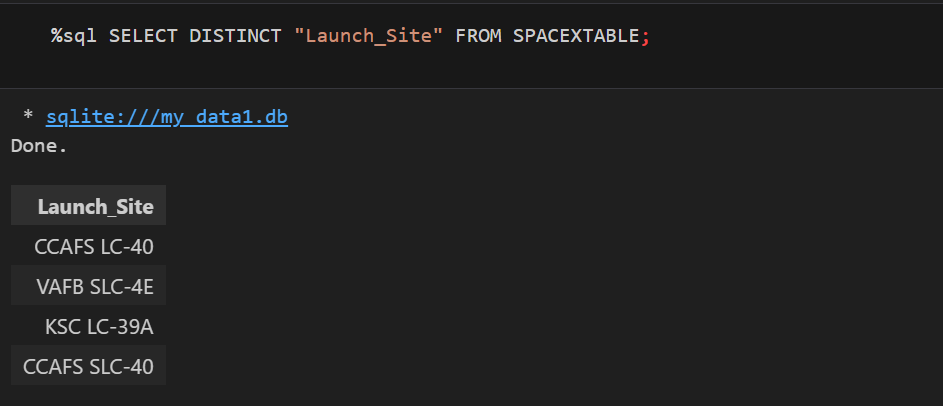 %sql SELECT DISTINCT "Launch_Site" FROM SPACEXTABLE;
* sqlite:///my_data1.db
Done.
Launch_Site
CCAFS LC-40
VAFB SLC-4E
KSC LC-39A
CCAFS SLC-40